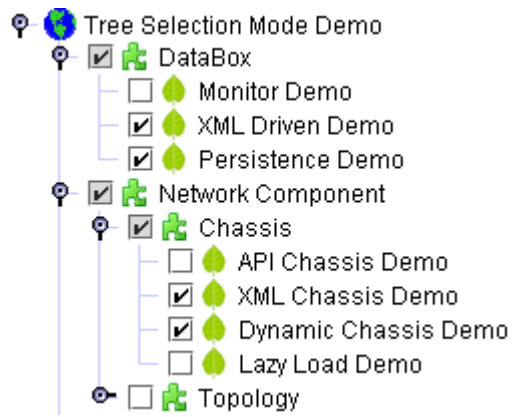 Tree Selection Mode Demo
DataBox
Monitor Demo
XML Driven Demo
Persistence Demo
Network Component
Chassis
API Chassis Demo
XML Chassis Demo
Dynamic Chassis Demo
Lazy Load Demo
Topology